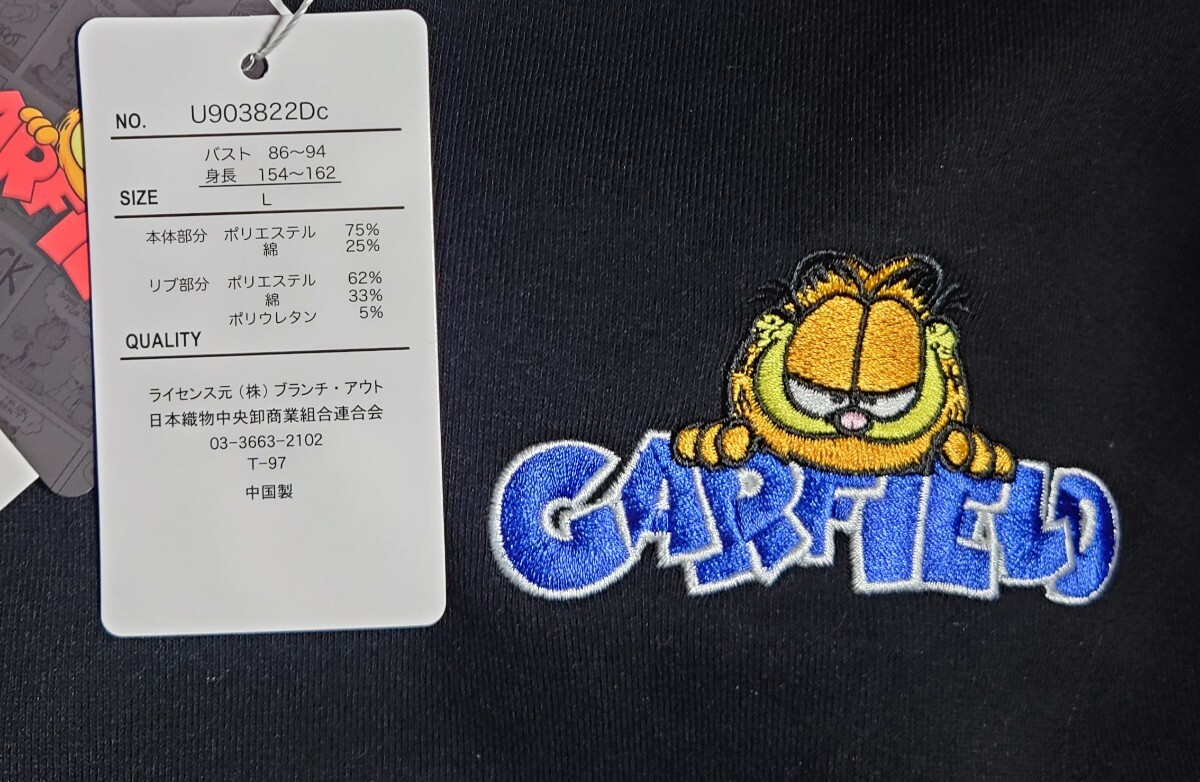 NO. U903822Dc
バスト 86～94
身長 154～162
SIZE L
本体部分 ポリエステル 75%
綿 25%
リブ部分 ポリエステル 62%
綿 33%
ポリウレタン 5%
QUALITY
ライセンス元（株）ブランチ・アウト
日本織物中央卸商業組合連合会
03-3663-2102
T-97
中国製
GARFIELD